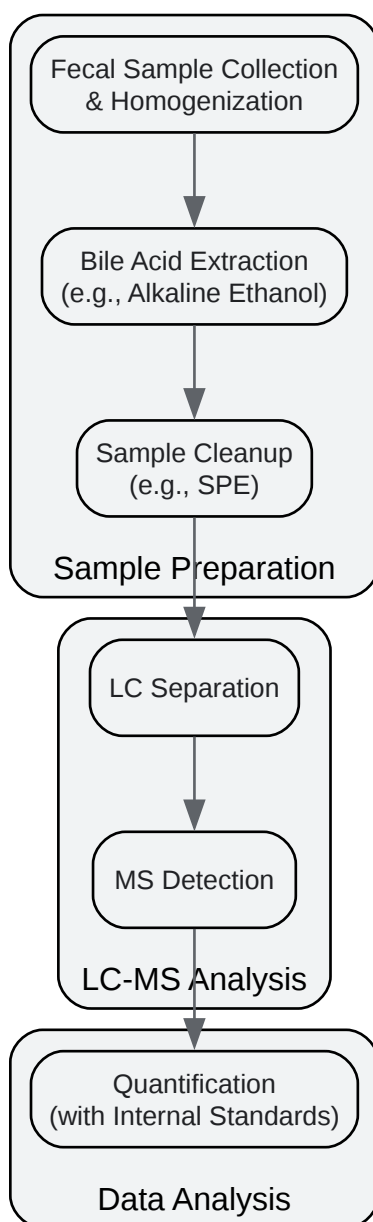 Fecal Sample Collection
& Homogenization
Bile Acid Extraction
(e.g., Alkaline Ethanol)
Sample Cleanup
(e.g., SPE)
Sample Preparation
LC Separation
MS Detection
LC-MS Analysis
Quantification
(with Internal Standards)
Data Analysis